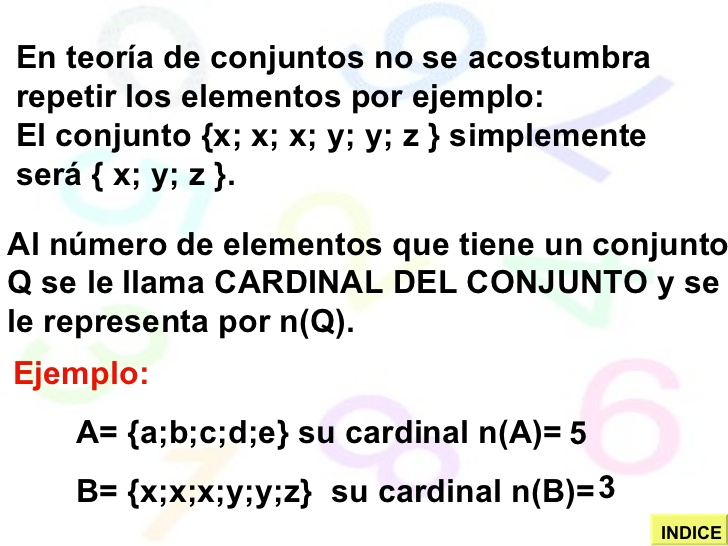 En teoría de conjuntos no se acostumbra
repetir los elementos por ejemplo:
El conjunto {x; x; x; y; y; z } simplemente
será { x; y; z }.
Al número de elementos que tiene un conjunto
Q se le llama CARDINAL DEL CONJUNTO y se
le representa por n(Q).
Ejemplo:
A= {a;b;c;d;e} su cardinal n(A)= 5
B= {x;x;x;y;y;z}  su cardinal n(B)= 3
INDICE